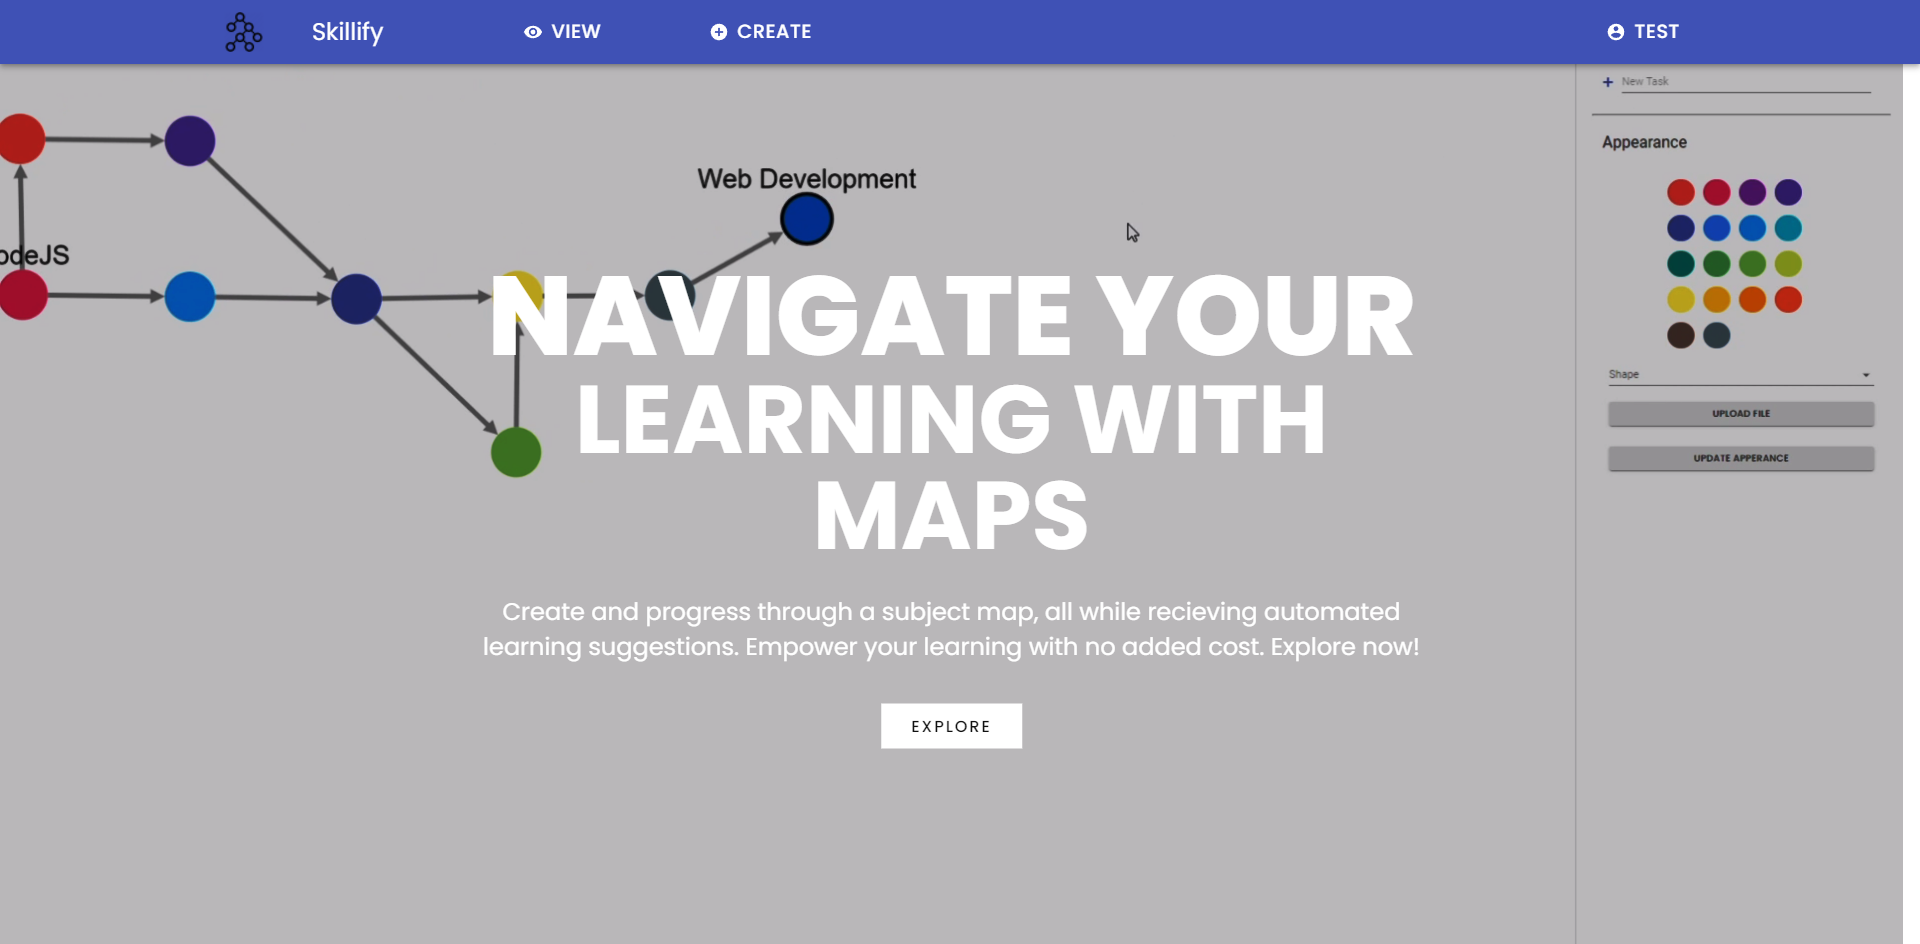 Skillify
VIEW
CREATE
TEST
New Task
Appearance
Web Development
odeJS
NAVIGATE YOUR
LEARNING WITH
MAPS
Shape
UPLOAD FILE
UPDATE APPERANCE
Create and progress through a subject map, all while recieving automated
learning suggestions. Empower your learning with no added cost. Explore now!
EXPLORE